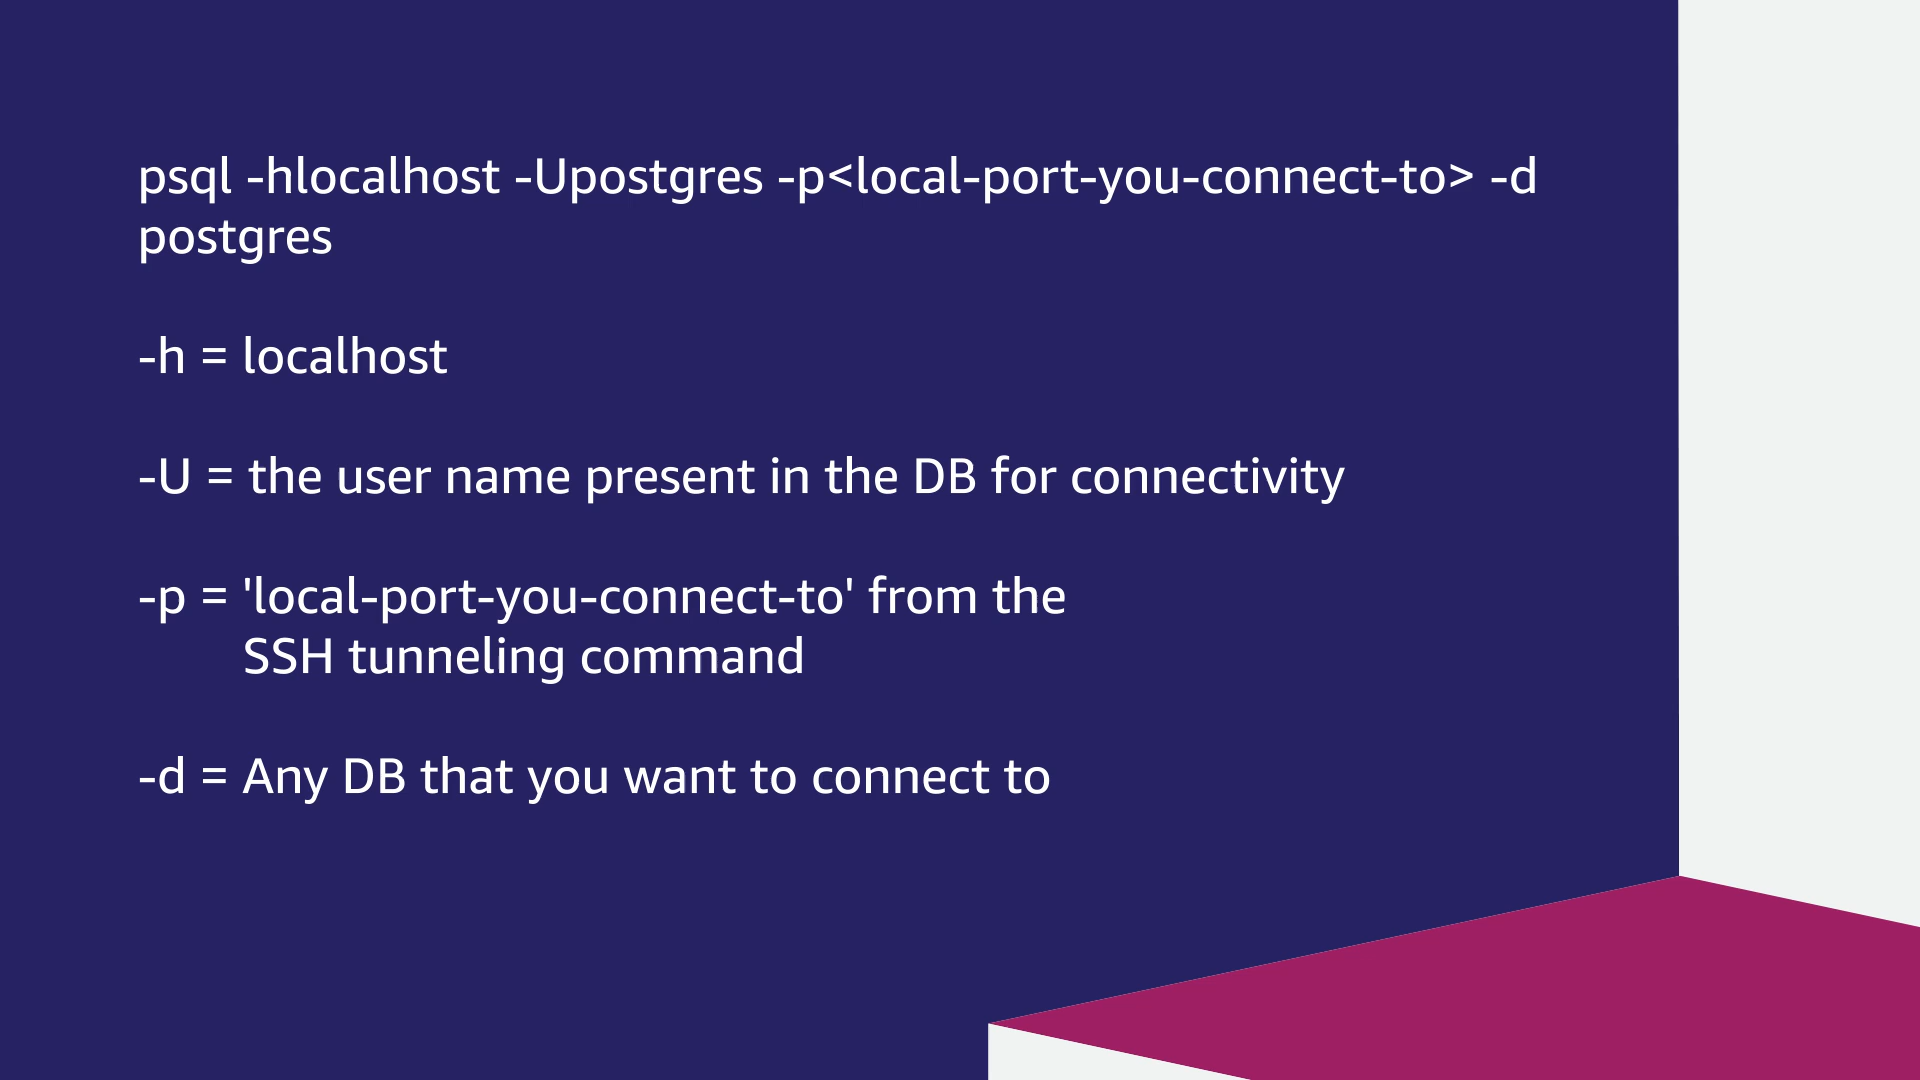 psql -hlocalhost -Upostgres -p<local-port-you-connect-to> -d
postgres
-h = localhost
-U = the user name present in the DB for connectivity
-p = 'local-port-you-connect-to' from the
SSH tunneling command
-d = Any DB that you want to connect to